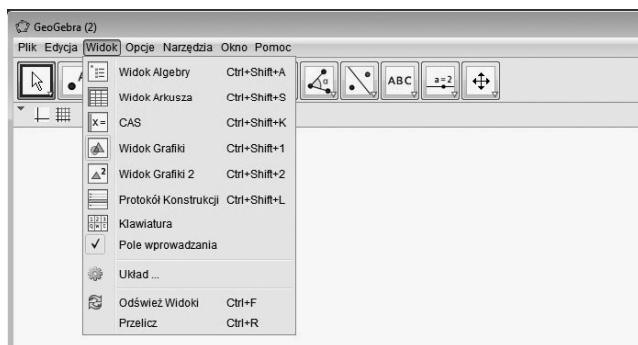 GeoGebra (2)
Plik Edycja Widok Opcje Narzędzia Okno Pomoc
Widok Algebry Ctrl+Shift+A
Widok Arkusza Ctrl+Shift+S
X= CAS Ctrl+Shift+K
Widok Grafiki Ctrl+Shift+1
2 Widok Grafiki 2 Ctrl+Shift+2
Protokół Konstrukcji Ctrl+Shift+L
Klawiatura
Pole wprowadzania
Układ ...
Odśwież Widoki Ctrl+F
Przelicz Ctrl+R
α ABC a=2